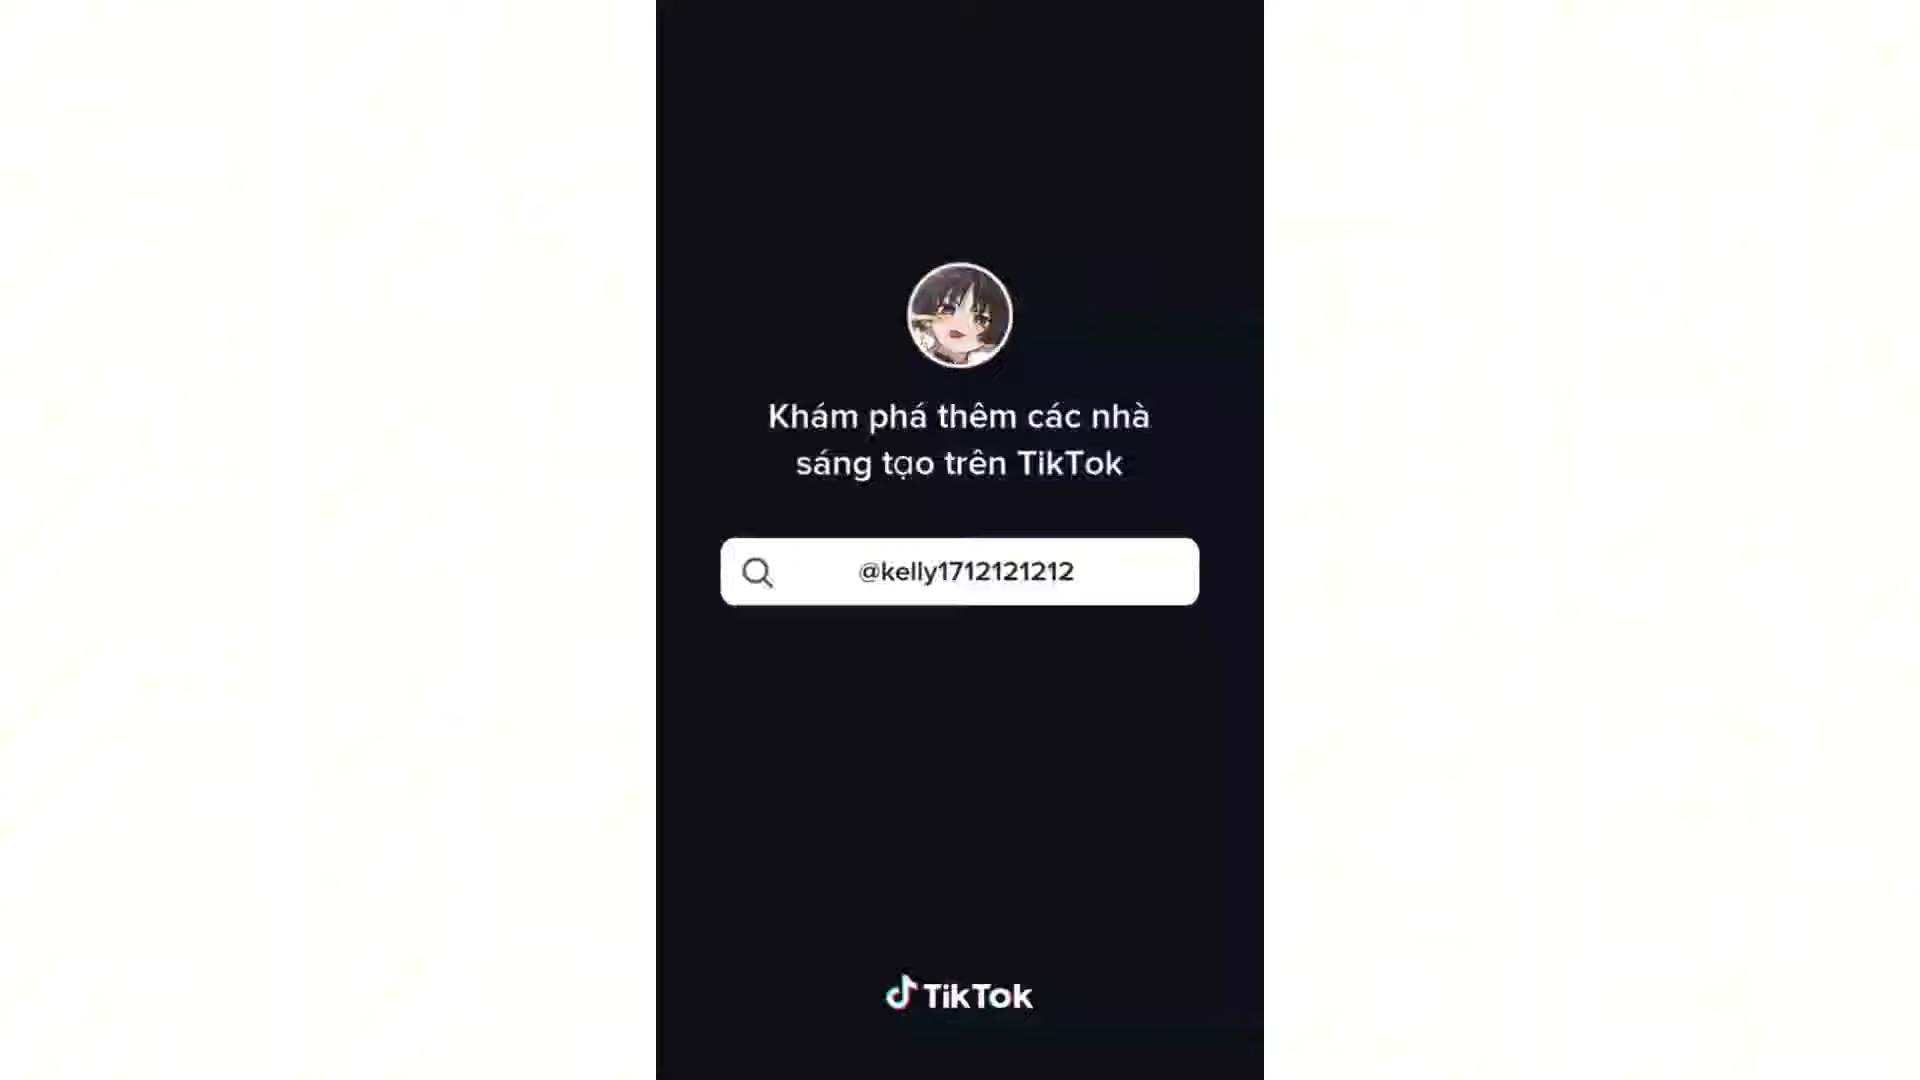 Khám phá thêm các nhà
sáng tạo trên TikTok
@kelly1712121212
TikTok